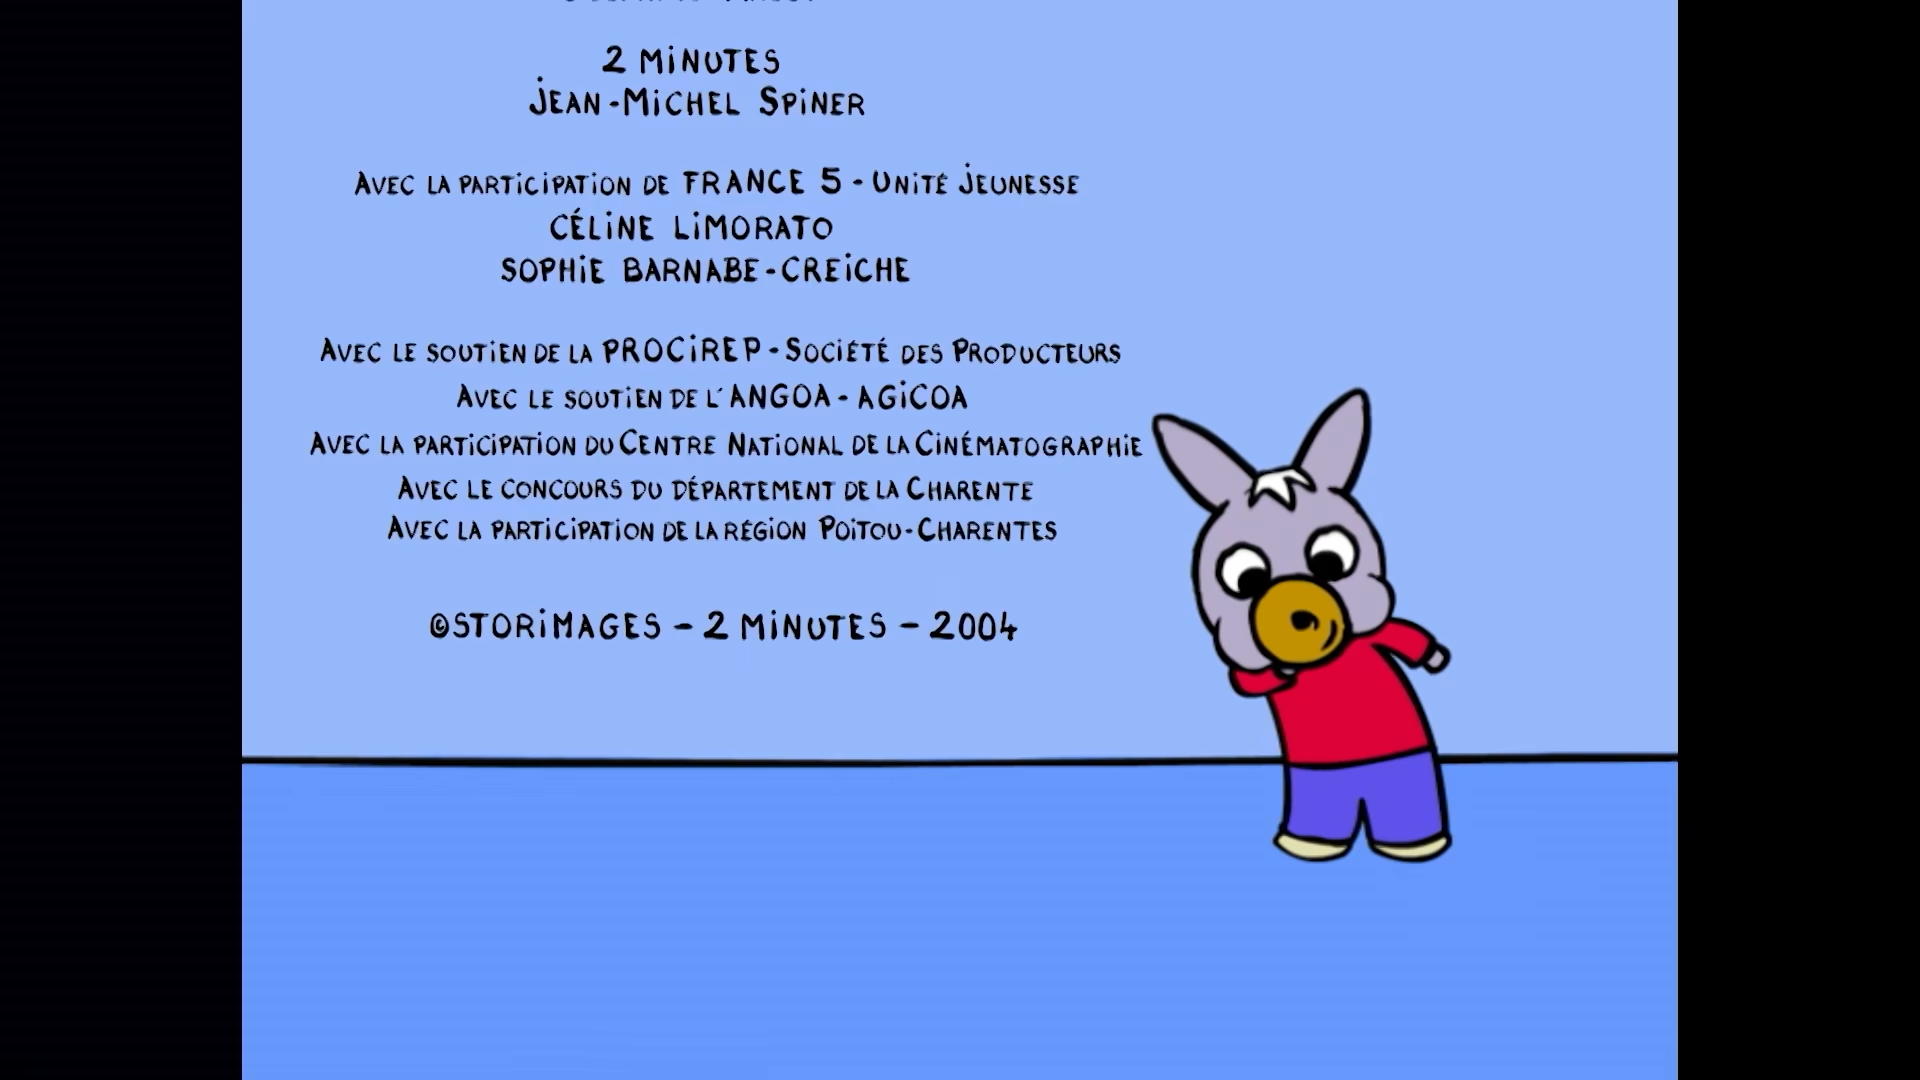 2 MiNUTES
JEAN-MiCHEL SPiNER
AVEC LA PARTiCiPATiON DE FRANCE 5 - UNiTÉ JEUNESSE
CÉLiNE LiMORATO
SOPHiE BARNABE-CREiCHE
AVEC LE SOUTiEN DE LA PROCiREP - SOCiÉTÉ DES PRODUCTEURS
AVEC LE SOUTiEN DE L'ANGOA - AGiCOA
AVEC LA PARTiCiPATiON DU CENTRE NATiONAL DE LA CiNÉMATOGRAPHiE
AVEC LE CONCOURS DU DÉPARTEMENT DE LA CHARENTE
AVEC LA PARTiCiPATiON DE LA RÉGiON POiTOU-CHARENTES
©STORiMAGES - 2 MiNUTES - 2004